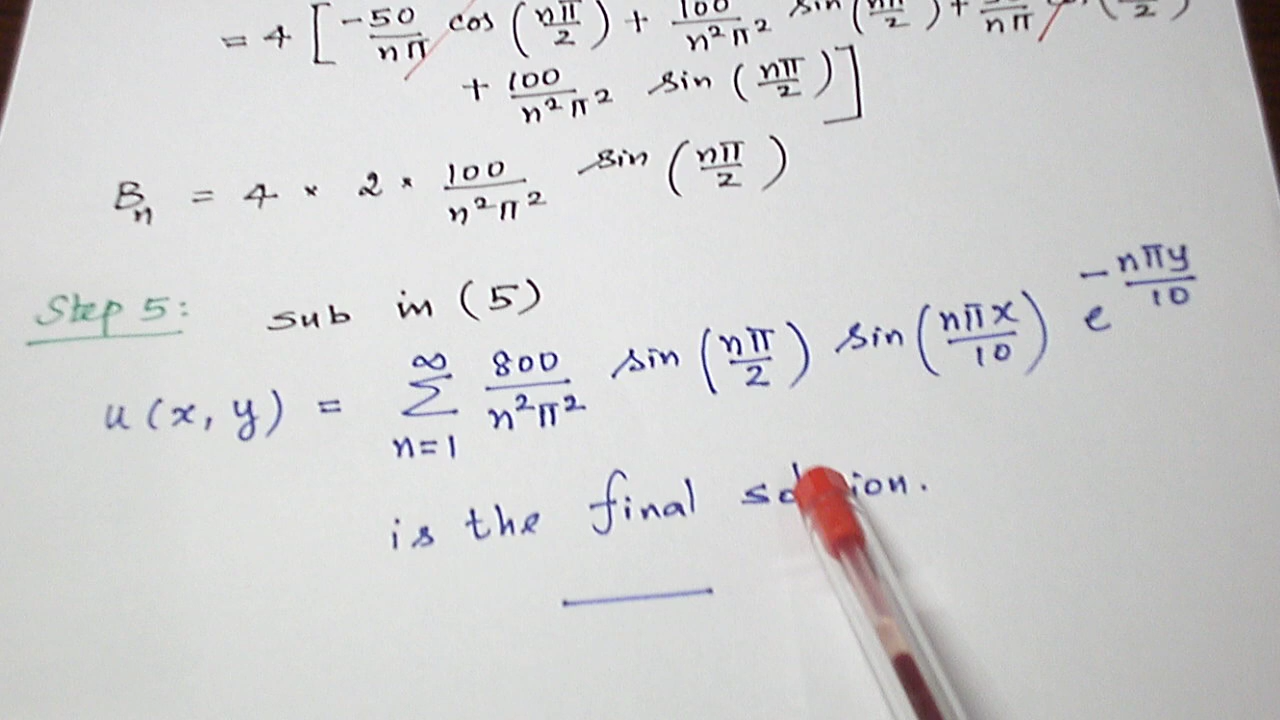 = 4 [ -50/nπ cos (nπ/2) + 100/n²π² sin (nπ/2) +
+ 100/n²π² sin (nπ/2) ]
Bn = 4 × 2 × 100/n²π² sin (nπ/2)
Step 5: sub in (5)
u(x, y) = ∞ Σ n=1 800/n²π² sin (nπ/2) sin (nπx/10) e^(-nπy/10)
is the final